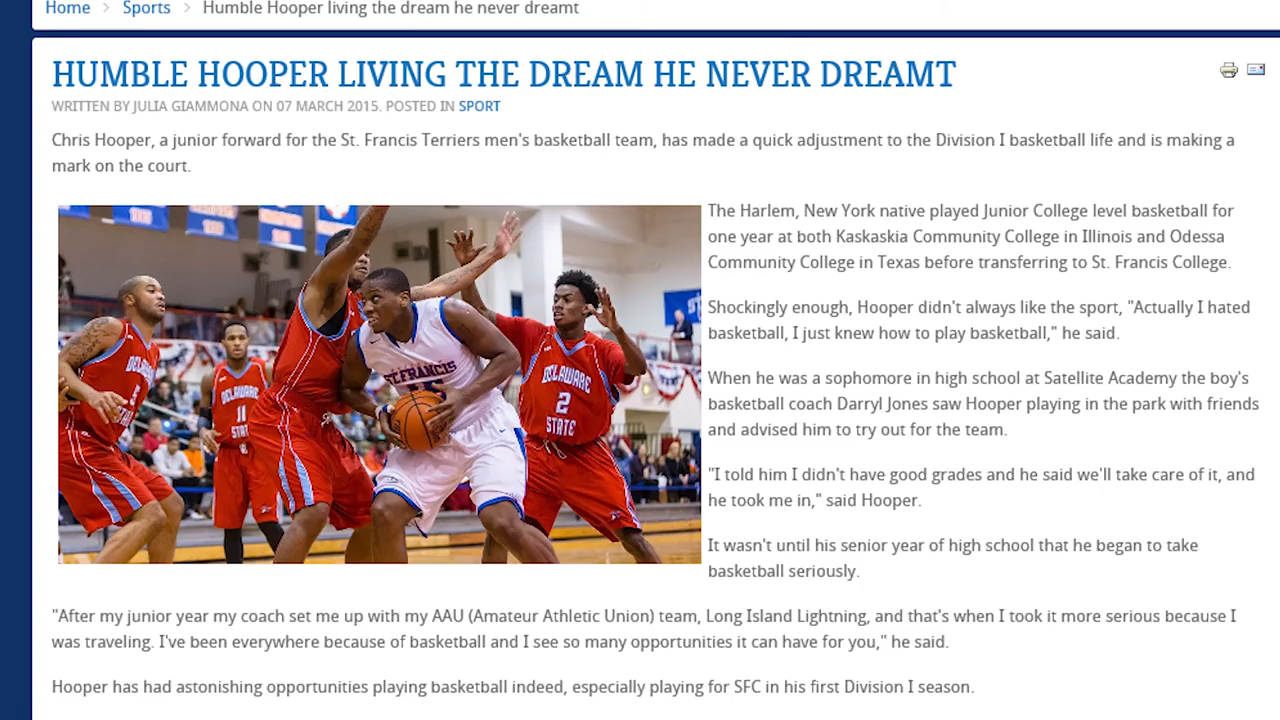 Home > Sports > Humble Hooper living the dream he never dreamt
HUMBLE HOOPER LIVING THE DREAM HE NEVER DREAMT
WRITTEN BY JULIA GIAMMONA ON 07 MARCH 2015. POSTED IN SPORT
Chris Hooper, a junior forward for the St. Francis Terriers men's basketball team, has made a quick adjustment to the Division I basketball life and is making a
mark on the court.
The Harlem, New York native played Junior College level basketball for
one year at both Kaskaskia Community College in Illinois and Odessa
Community College in Texas before transferring to St. Francis College.
Shockingly enough, Hooper didn't always like the sport, "Actually I hated
basketball, I just knew how to play basketball," he said.
When he was a sophomore in high school at Satellite Academy the boy's
basketball coach Darryl Jones saw Hooper playing in the park with friends
and advised him to try out for the team.
"I told him I didn't have good grades and he said we'll take care of it, and
he took me in," said Hooper.
It wasn't until his senior year of high school that he began to take
basketball seriously.
DELAWARE
5
DELAWARE
11
STATE
ST. FRANCIS
DELAWARE
2
STATE
"After my junior year my coach set me up with my AAU (Amateur Athletic Union) team, Long Island Lightning, and that's when I took it more serious because I
was traveling. I've been everywhere because of basketball and I see so many opportunities it can have for you," he said.
Hooper has had astonishing opportunities playing basketball indeed, especially playing for SFC in his first Division I season.